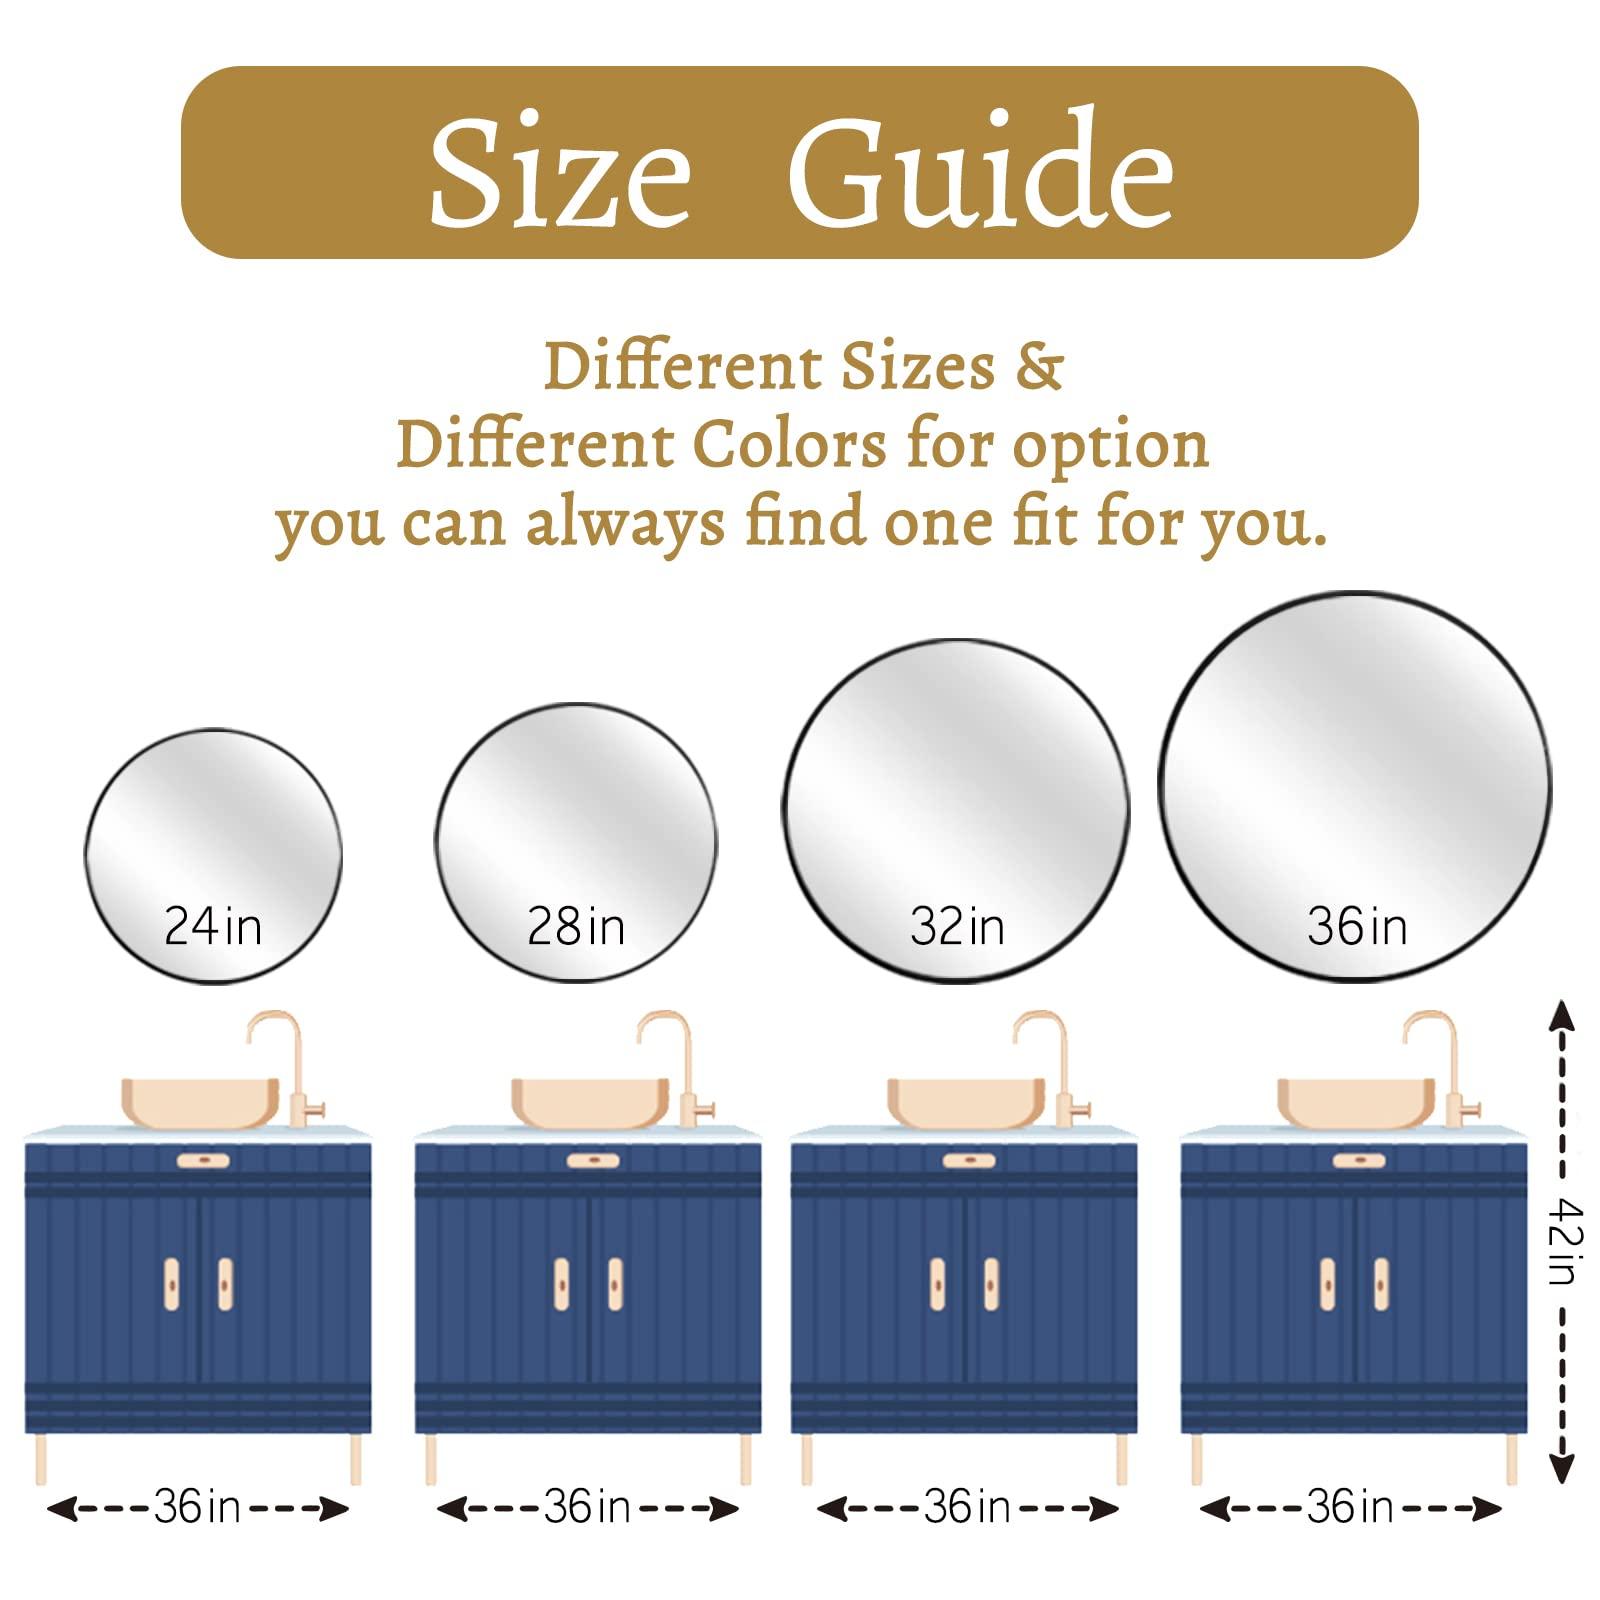 Size Guide
Different Sizes &
Different Colors for option
you can always find one fit for you.
24in
28in
32in
36in
42in
36in
36in
36in
36in